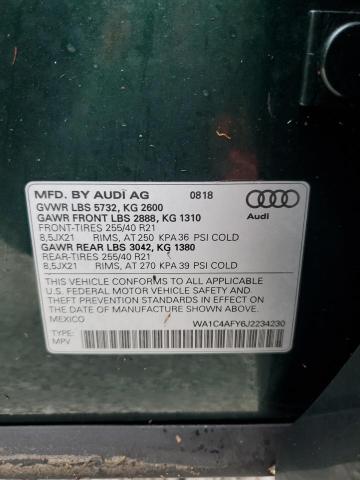 MFD. BY AUDI AG 0818
GVWR LBS 5732, KG 2600
GAWR FRONT LBS 2888, KG 1310
FRONT-TIRES 255/40 R21
8,5JX21 RIMS, AT 250 KPA 36 PSI COLD
GAWR REAR LBS 3042, KG 1380
REAR-TIRES 255/40 R21
8,5JX21 RIMS, AT 270 KPA 39 PSI COLD
Audi
THIS VEHICLE CONFORMS TO ALL APPLICABLE
U.S. FEDERAL MOTOR VEHICLE SAFETY
AND THEFT PREVENTION STANDARDS IN EFFECT ON
THE DATE OF MANUFACTURE SHOWN ABOVE.
MEXICO
TYPE: WA1C4AFY6J2234230
MPV